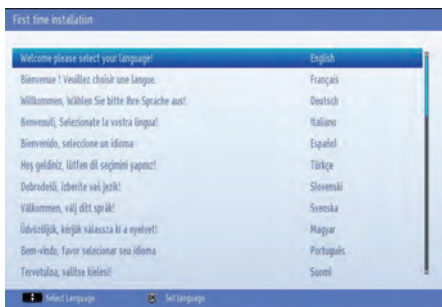 First time installation
Welcome please select your language! English
Bienvenue ! Veuillez choisir une langue. Français
Willkommen, Wählen Sie bitte Ihre Sprache aus! Deutsch
Benvenuti, Selezionate la vostra lingua! Italiano
Bienvenido, seleccione un idioma Español
Hoş geldiniz, lütfen dil seçimini yapınız! Türkçe
Dobrodošli, izberite vaš jezik! Slovenski
Välkommen, välj ditt språk! Svenska
Üdvözöljük, kérjük válassza ki a nyelvet! Magyar
Bem-vindo, favor selecionar seu idioma Português
Tervetuloa, valitse kielesi! Suomi
Select Language Set language